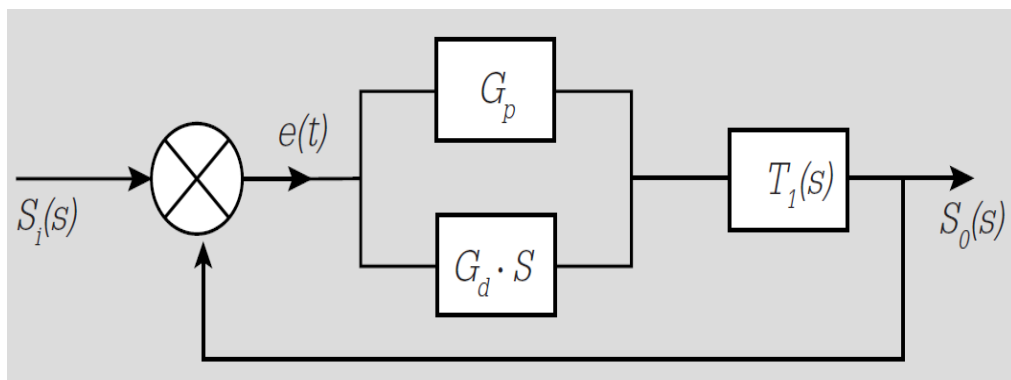 G_p
e(t)
T_1(s)
S_i(s)
S_0(s)
G_d · S